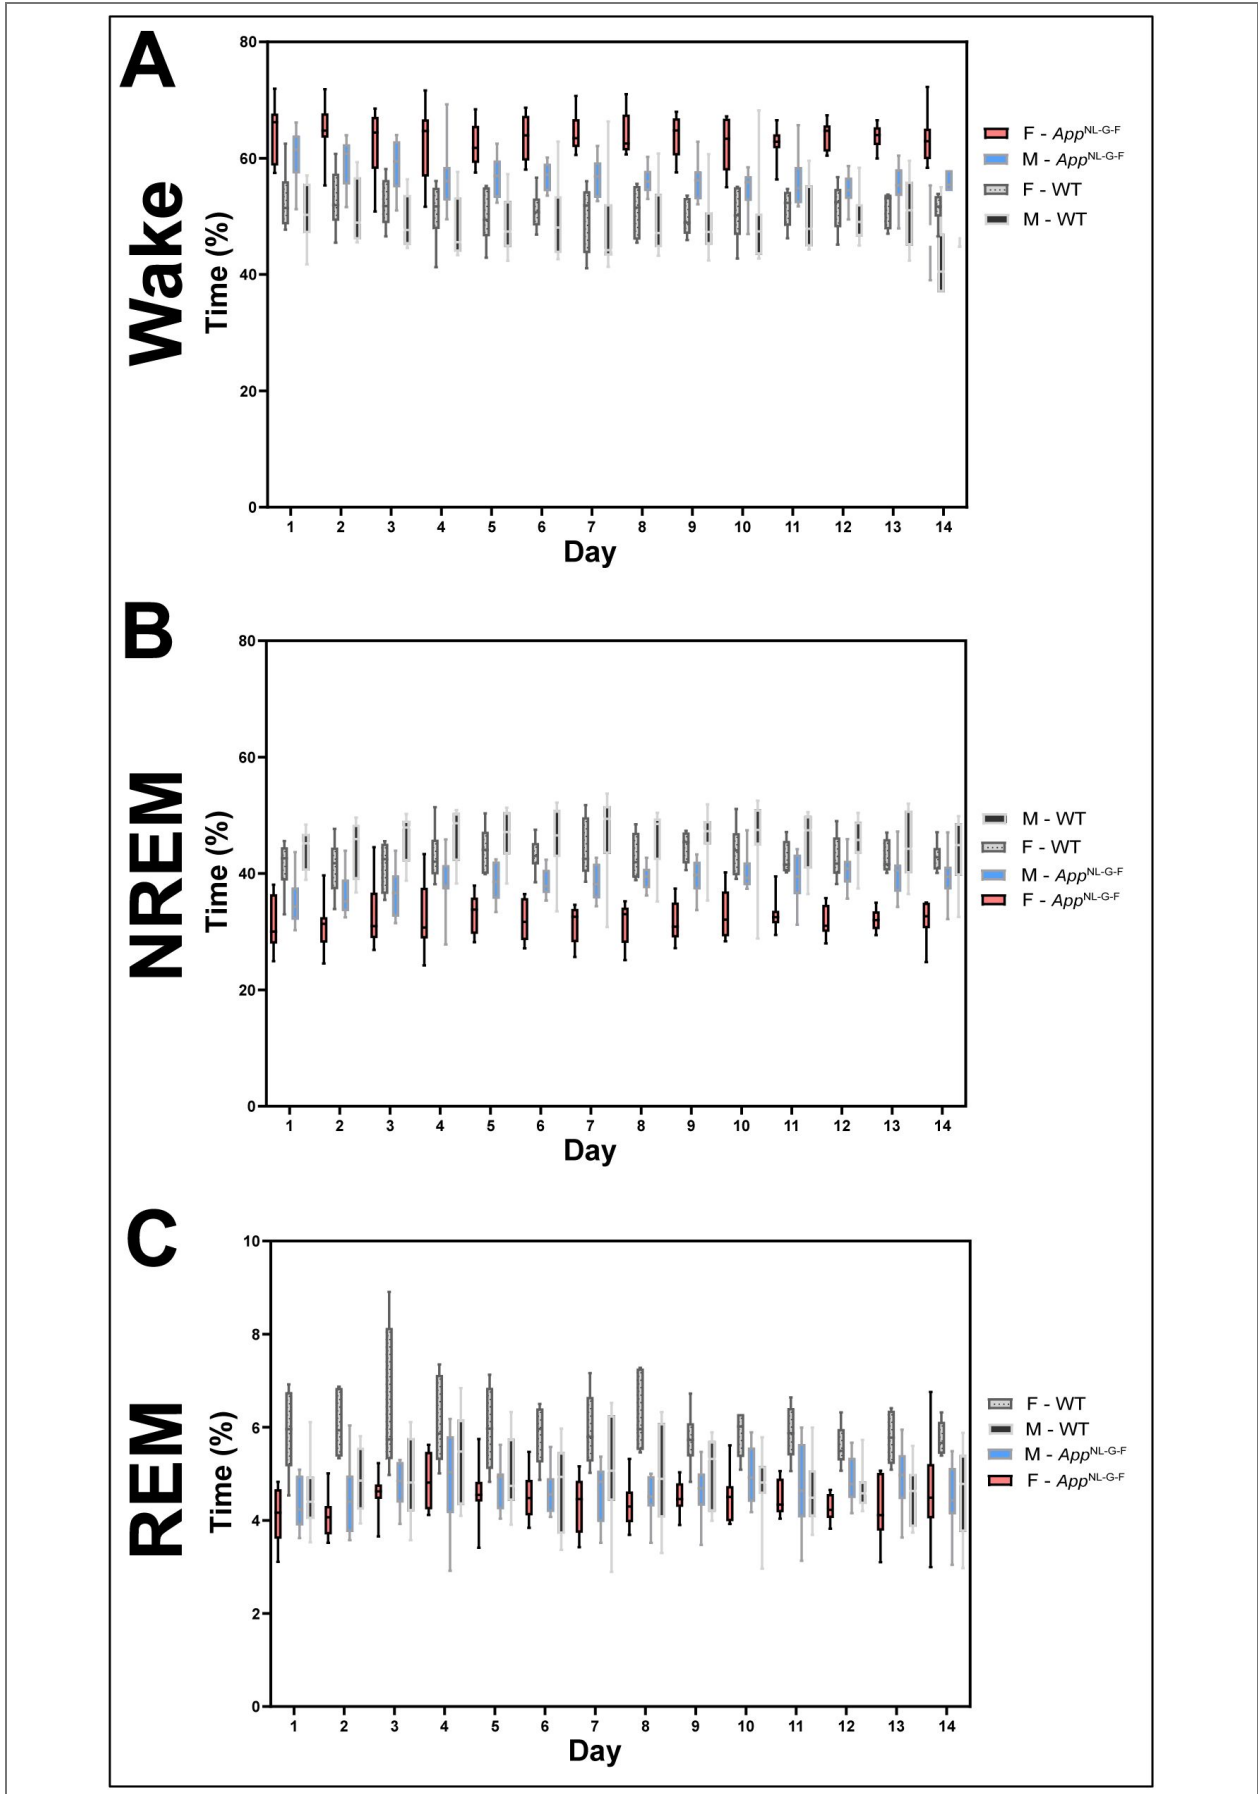 A
Wake
Time (%)
80
60
40
20
0
1 2 3 4 5 6 7 8 9 10 11 12 13 14
Day
F - App^NL-G-F
M - App^NL-G-F
F - WT
M - WT
B
NREM
Time (%)
80
60
40
20
0
1 2 3 4 5 6 7 8 9 10 11 12 13 14
Day
M - WT
F - WT
M - App^NL-G-F
F - App^NL-G-F
C
REM
Time (%)
10
8
6
4
2
0
1 2 3 4 5 6 7 8 9 10 11 12 13 14
Day
F - WT
M - WT
M - App^NL-G-F
F - App^NL-G-F